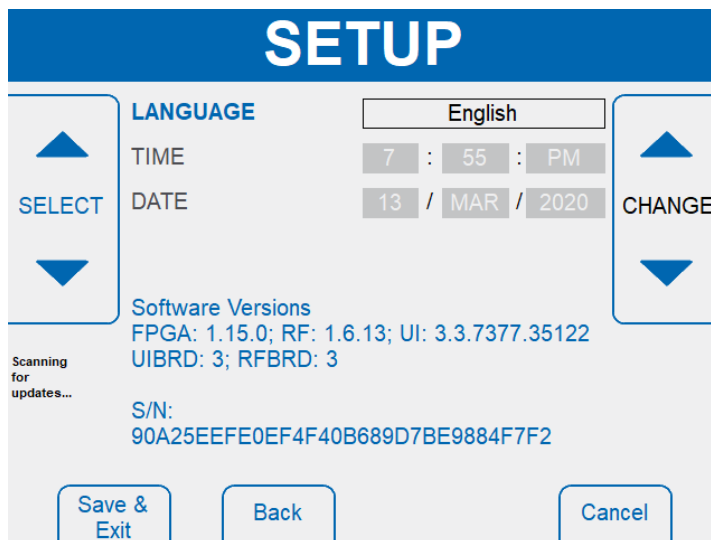 SETUP
LANGUAGE English
TIME 7 : 55 : PM
SELECT DATE 13 / MAR / 2020 CHANGE
Software Versions
FPGA: 1.15.0; RF: 1.6.13; UI: 3.3.7377.35122
UIBRD: 3; RFBRD: 3
Scanning
for
updates...
S/N:
90A25EEFE0EF4F40B689D7BE9884F7F2
Save &
Exit
Back
Cancel